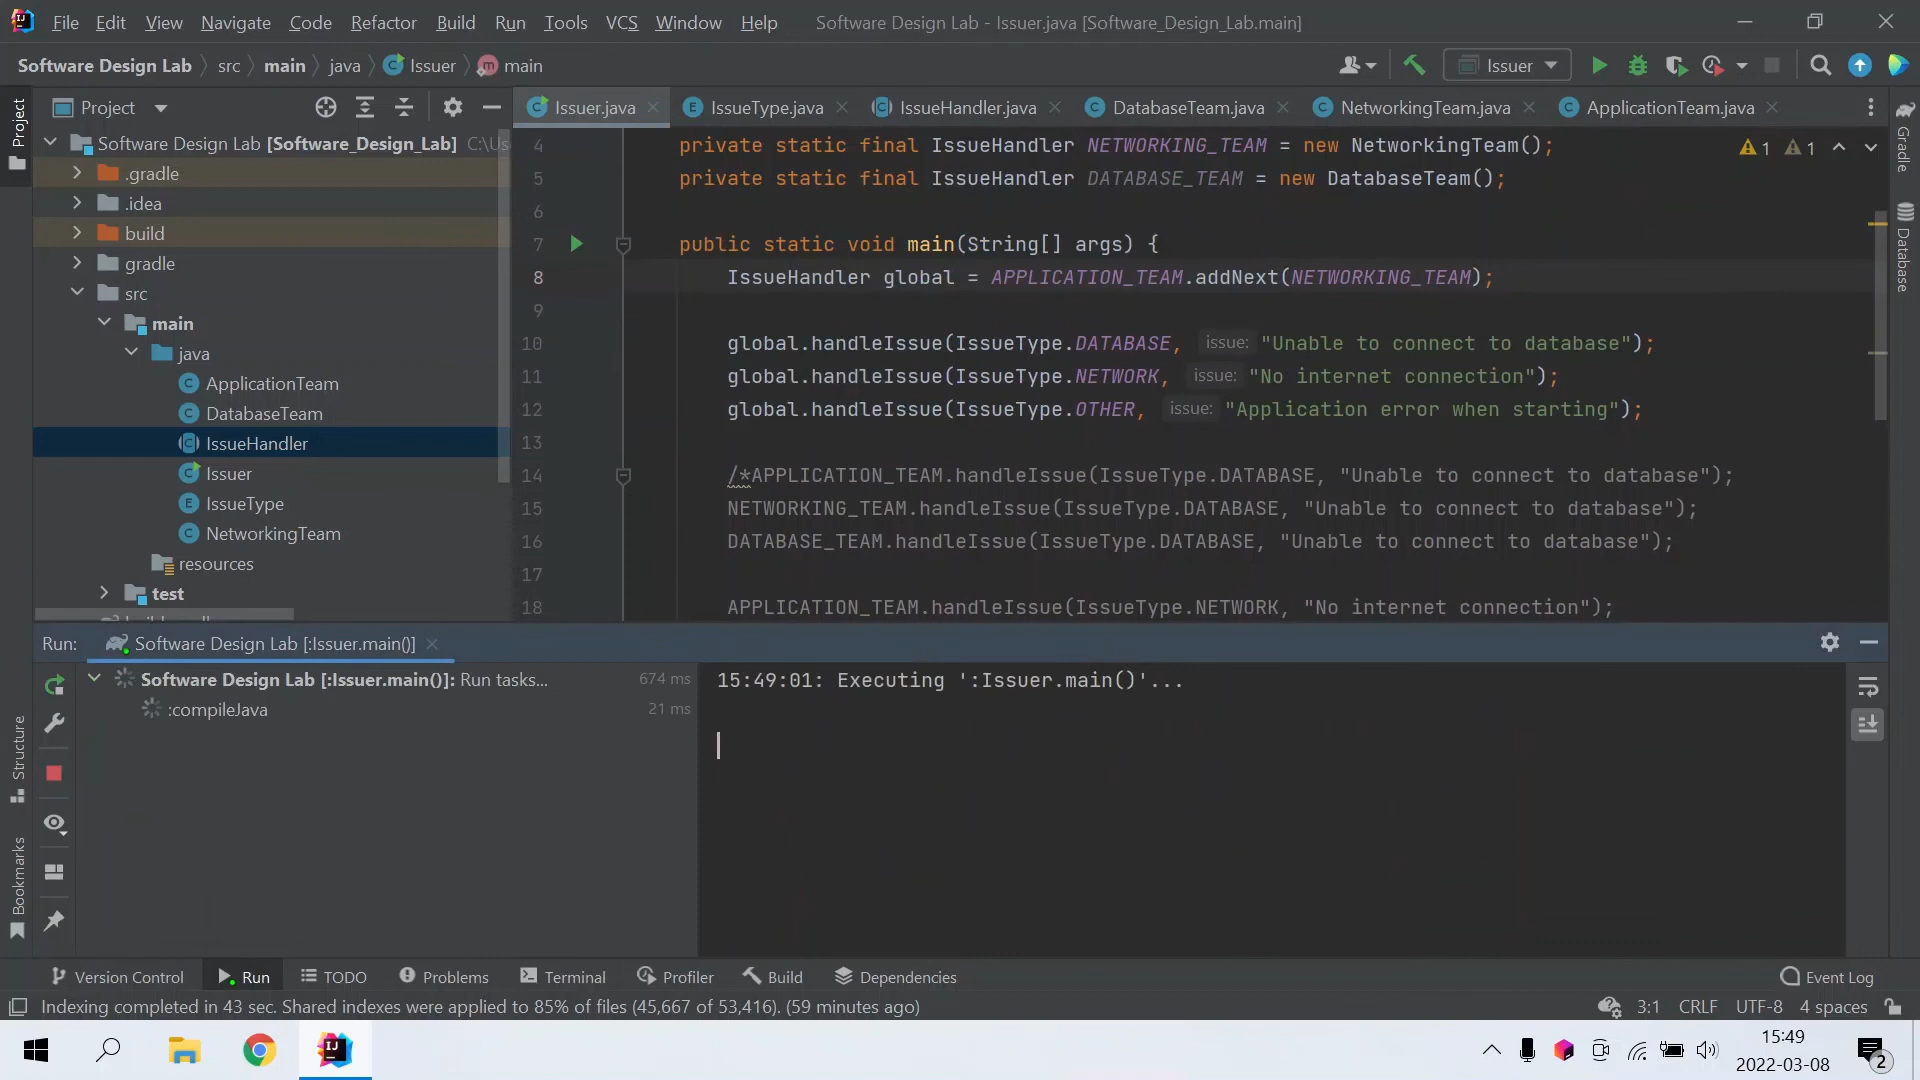 File Edit View Navigate Code Refactor Build Run Tools VCS Window Help Software Design Lab - Issuer.java [Software_Design_Lab.main]
Software Design Lab src main java Issuer main
Issuer
Project
Issuer.java IssueType.java IssueHandler.java DatabaseTeam.java NetworkingTeam.java ApplicationTeam.java
Project
Gradle
Database
Structure
Bookmarks
Software Design Lab [Software_Design_Lab] C:\Us
.gradle
.idea
build
gradle
src
main
java
ApplicationTeam
DatabaseTeam
IssueHandler
Issuer
IssueType
NetworkingTeam
resources
test
4 private static final IssueHandler NETWORKING_TEAM = new NetworkingTeam();
1 1
5 private static final IssueHandler DATABASE_TEAM = new DatabaseTeam();
6
7 public static void main(String[] args) {
8 IssueHandler global = APPLICATION_TEAM.addNext(NETWORKING_TEAM);
9
10 global.handleIssue(IssueType.DATABASE, issue: "Unable to connect to database");
11 global.handleIssue(IssueType.NETWORK, issue: "No internet connection");
12 global.handleIssue(IssueType.OTHER, issue: "Application error when starting");
13
14 /*APPLICATION_TEAM.handleIssue(IssueType.DATABASE, "Unable to connect to database");
15 NETWORKING_TEAM.handleIssue(IssueType.DATABASE, "Unable to connect to database");
16 DATABASE_TEAM.handleIssue(IssueType.DATABASE, "Unable to connect to database");
17
18 APPLICATION_TEAM.handleIssue(IssueType.NETWORK, "No internet connection");
Run: Software Design Lab [:Issuer.main()]
Software Design Lab [:Issuer.main()]: Run tasks... 674 ms
:compileJava 21 ms
15:49:01: Executing ':Issuer.main()'...
Version Control Run TODO Problems Terminal Profiler Build Dependencies Event Log
Indexing completed in 43 sec. Shared indexes were applied to 85% of files (45,667 of 53,416). (59 minutes ago) 3:1 CRLF UTF-8 4 spaces
15:49
2022-03-08
2